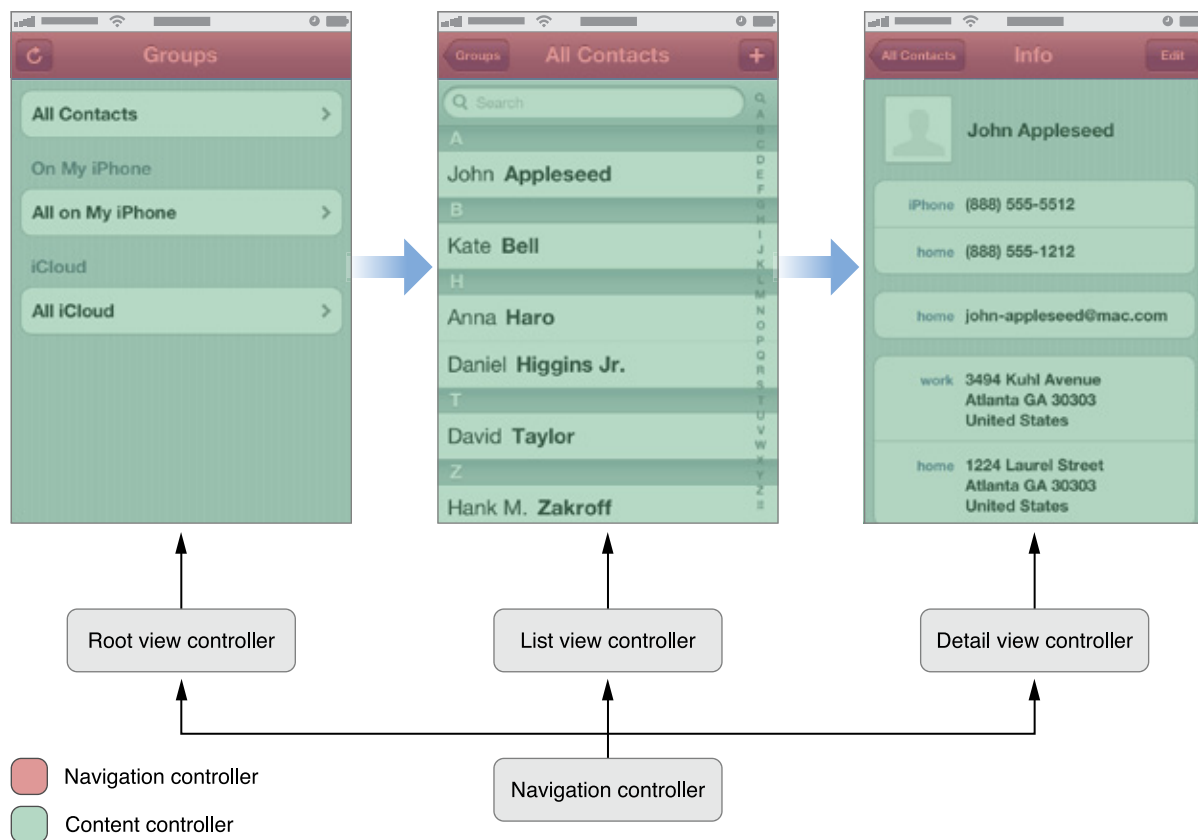 Groups
All Contacts
On My iPhone
All on My iPhone
iCloud
All iCloud
Groups
All Contacts
+
Search
A
John Appleseed
B
Kate Bell
H
Anna Haro
Daniel Higgins Jr.
T
David Taylor
Z
Hank M. Zakroff
A
B
C
D
E
F
G
H
I
J
K
L
M
N
O
P
Q
R
S
T
U
V
W
X
Y
Z
#
All Contacts
Info
Edit
John Appleseed
iPhone (888) 555-5512
home (888) 555-1212
home john-appleseed@mac.com
work 3494 Kuhl Avenue
Atlanta GA 30303
United States
home 1224 Laurel Street
Atlanta GA 30303
United States
Root view controller
List view controller
Detail view controller
Navigation controller
Navigation controller
Content controller